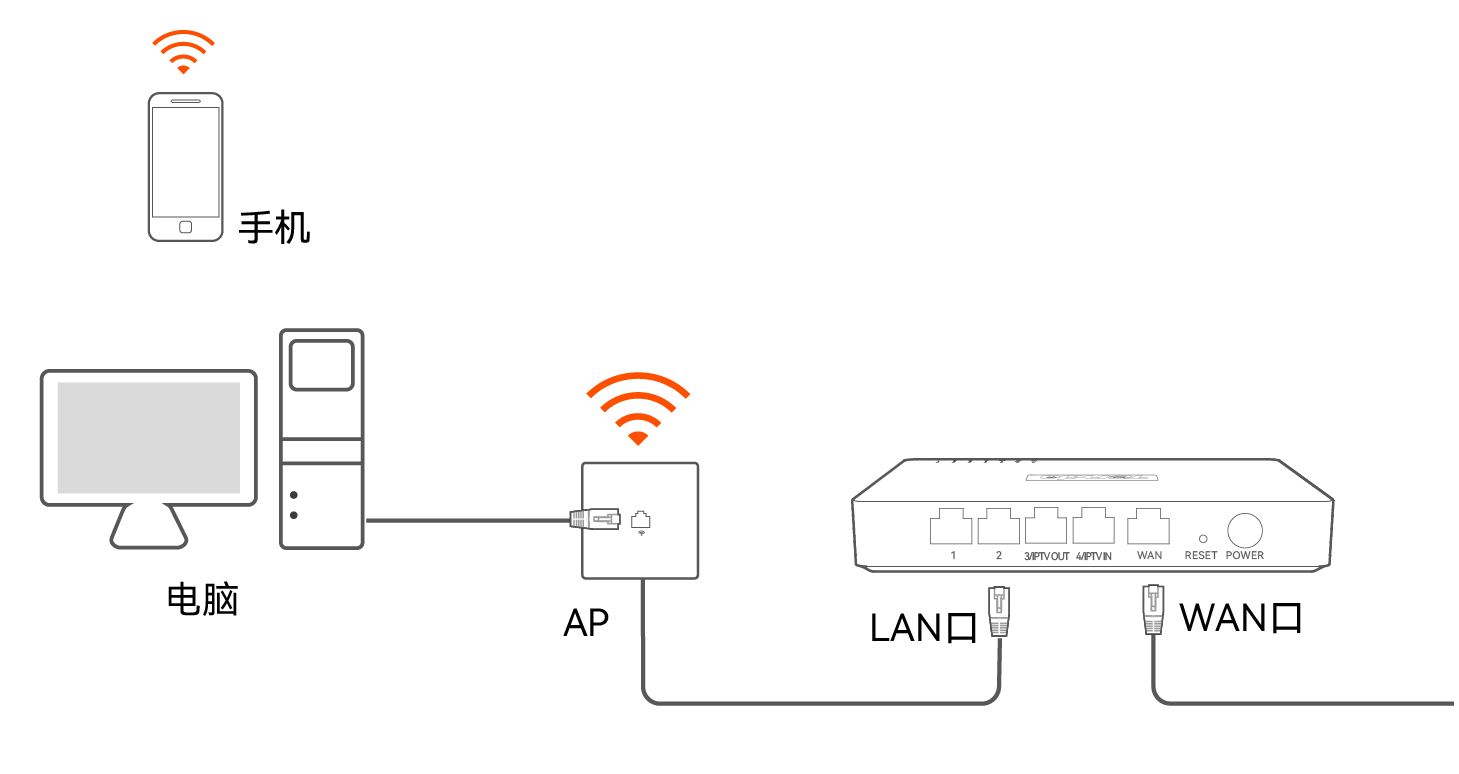 手机
电脑
AP
1 2 3/IPTV OUT 4/IPTV IN WAN RESET POWER
LAN口
WAN口